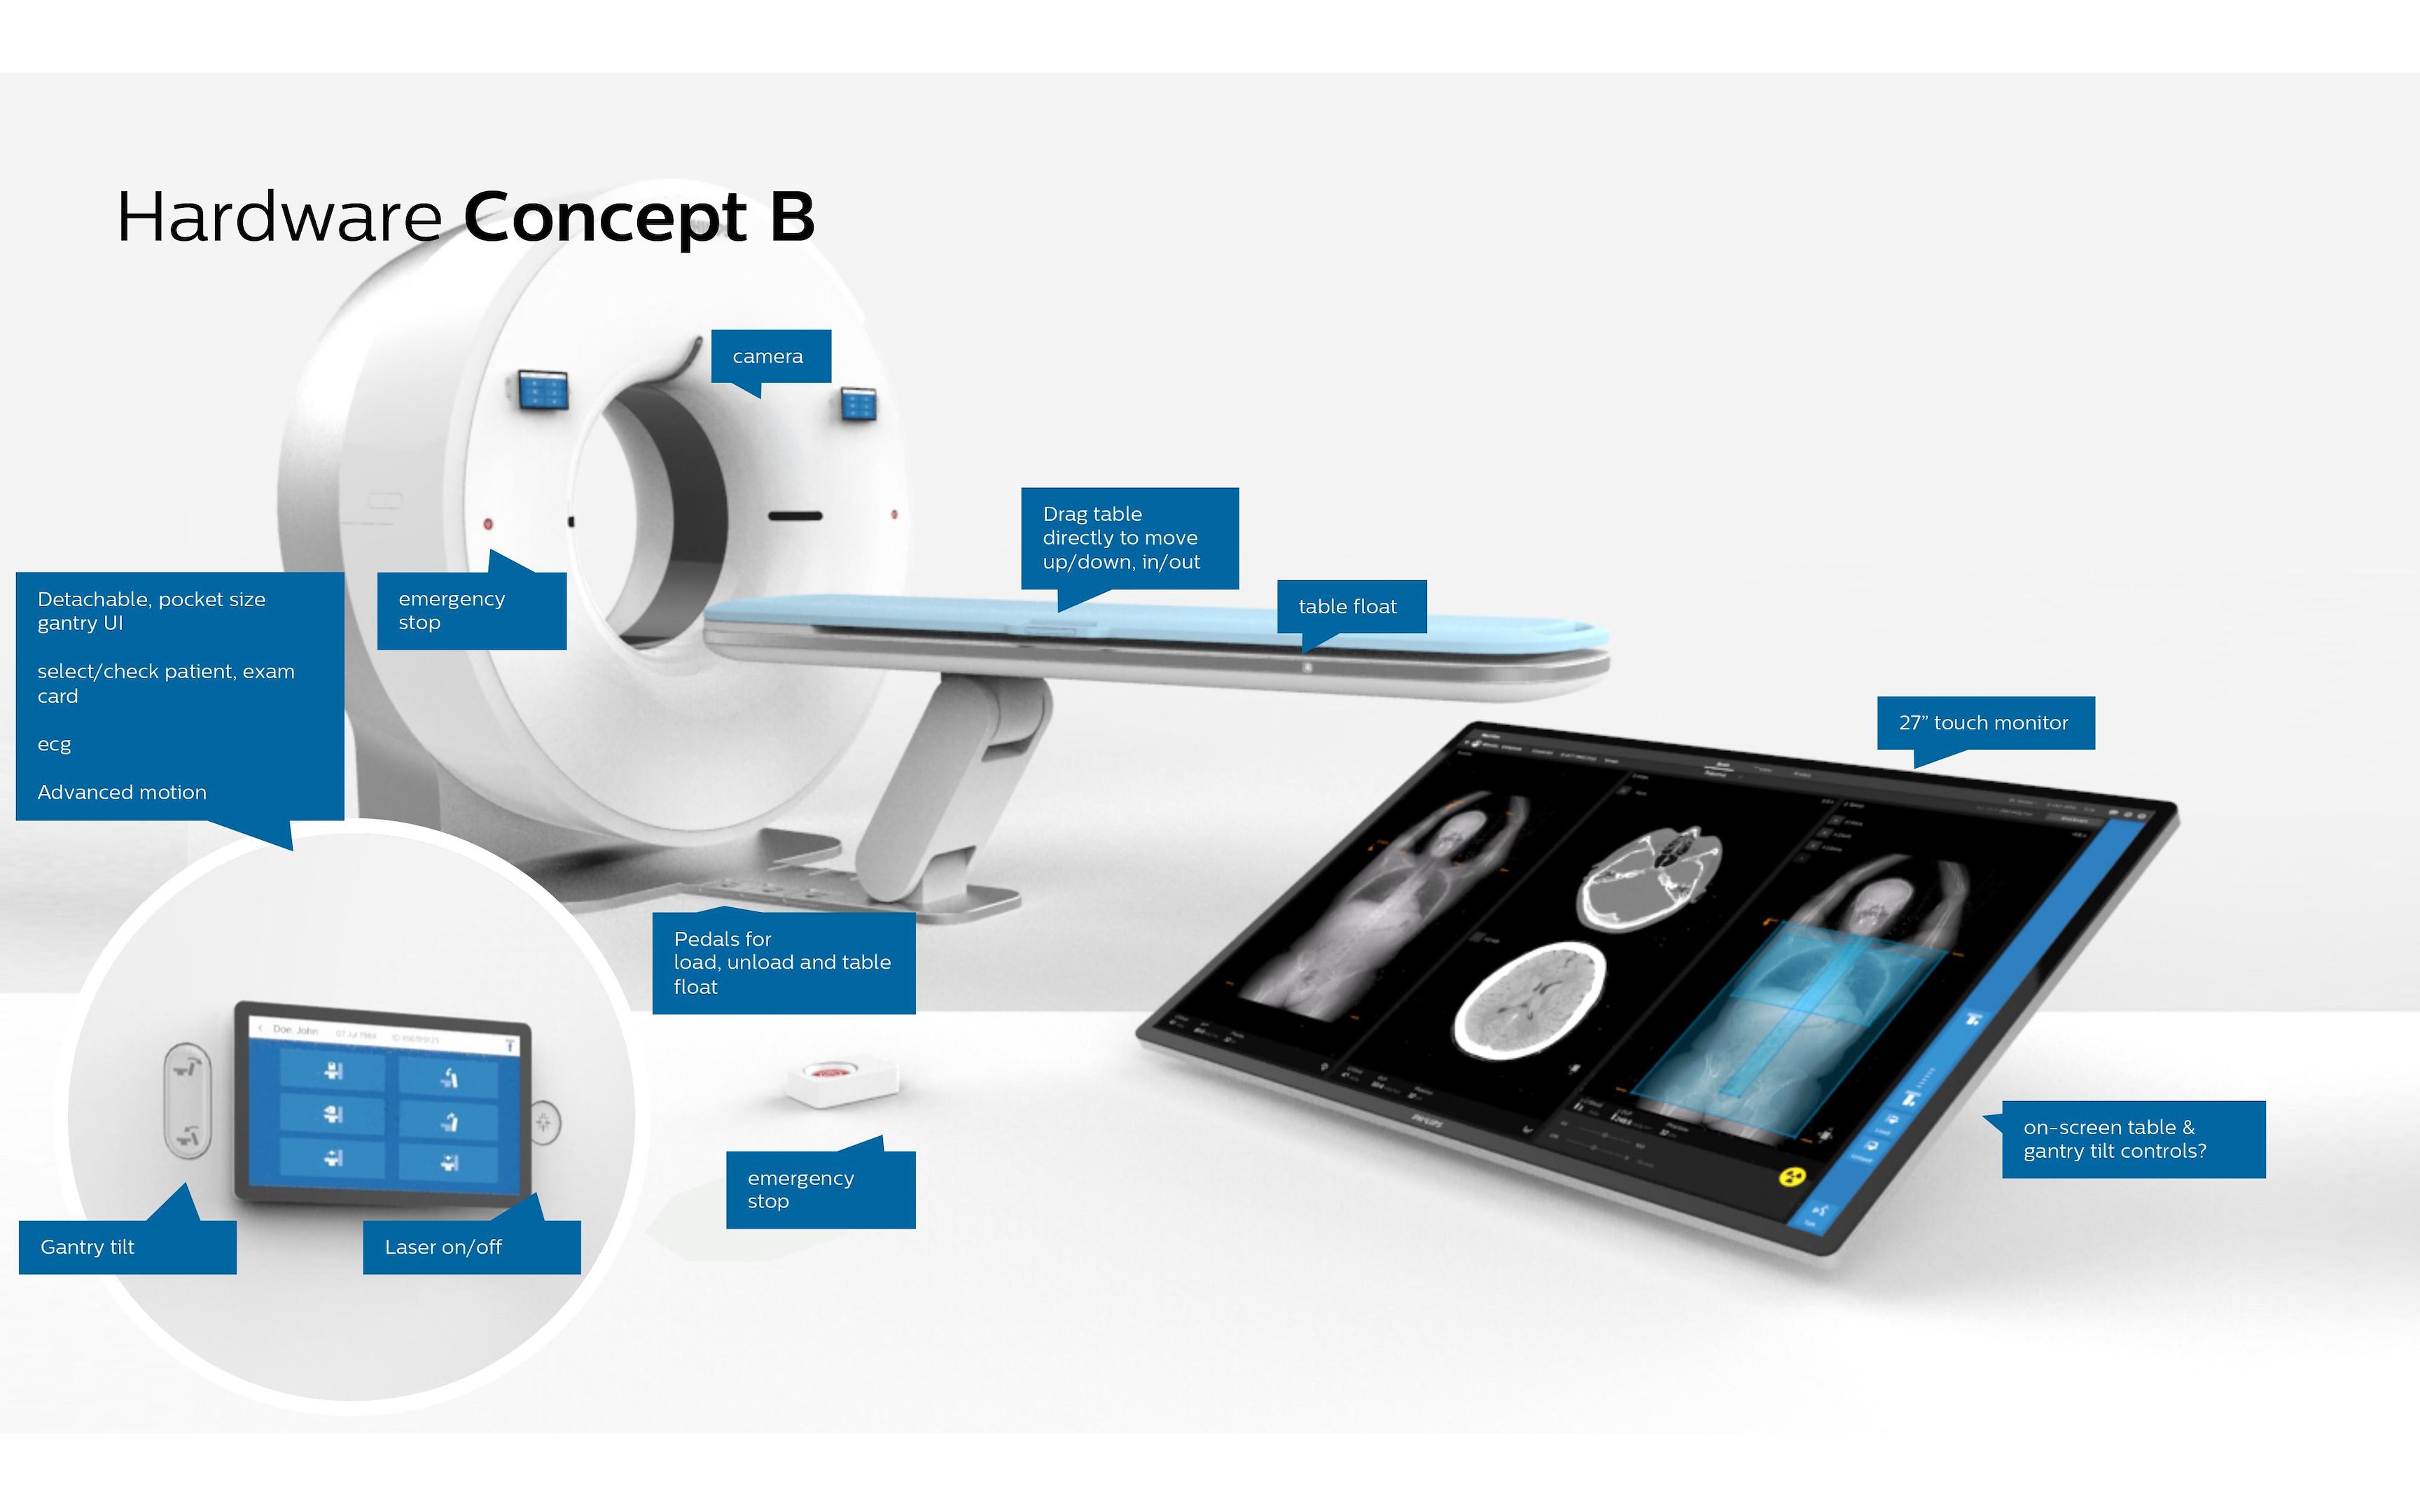 Hardware Concept B
camera
Drag table
directly to move
up/down, in/out
table float
emergency
stop
Detachable, pocket size
gantry UI
select/check patient, exam
card
ecg
Advanced motion
27” touch monitor
Pedals for
load, unload and table
float
Doe, John
emergency
stop
on-screen table &
gantry tilt controls?
Gantry tilt
Laser on/off
PHILIPS